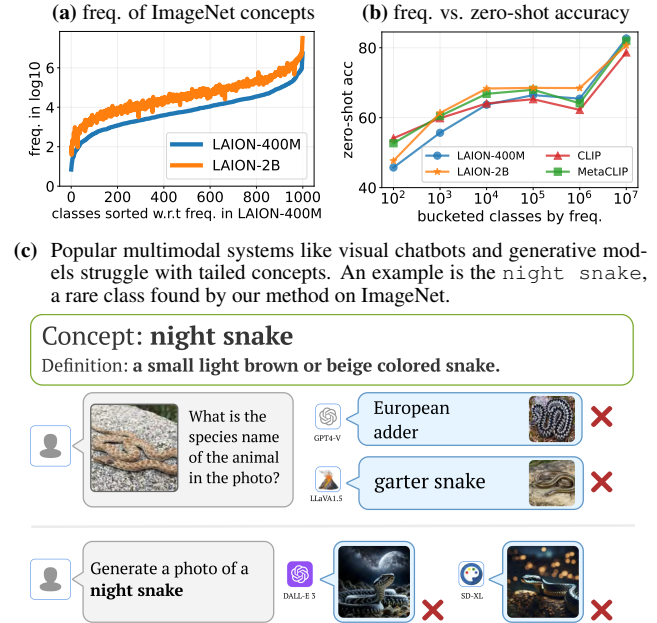 (a) freq. of ImageNet concepts
freq. in log10
6
4
2
0
LAION-400M
LAION-2B
0 200 400 600 800 1000
classes sorted w.r.t freq. in LAION-400M
(b) freq. vs. zero-shot accuracy
zero-shot acc
80
60
40
LAION-400M
LAION-2B
CLIP
MetaCLIP
10² 10³ 10⁴ 10⁵ 10⁶ 10⁷
bucketed classes by freq.
(c) Popular multimodal systems like visual chatbots and generative mod-
els struggle with tailed concepts. An example is the night snake,
a rare class found by our method on ImageNet.
Concept: night snake
Definition: a small light brown or beige colored snake.
What is the
species name
of the animal
in the photo?
GPT4-V
European
adder
LLaVA1.5
garter snake
Generate a photo of a
night snake
DALL-E 3
SD-XL